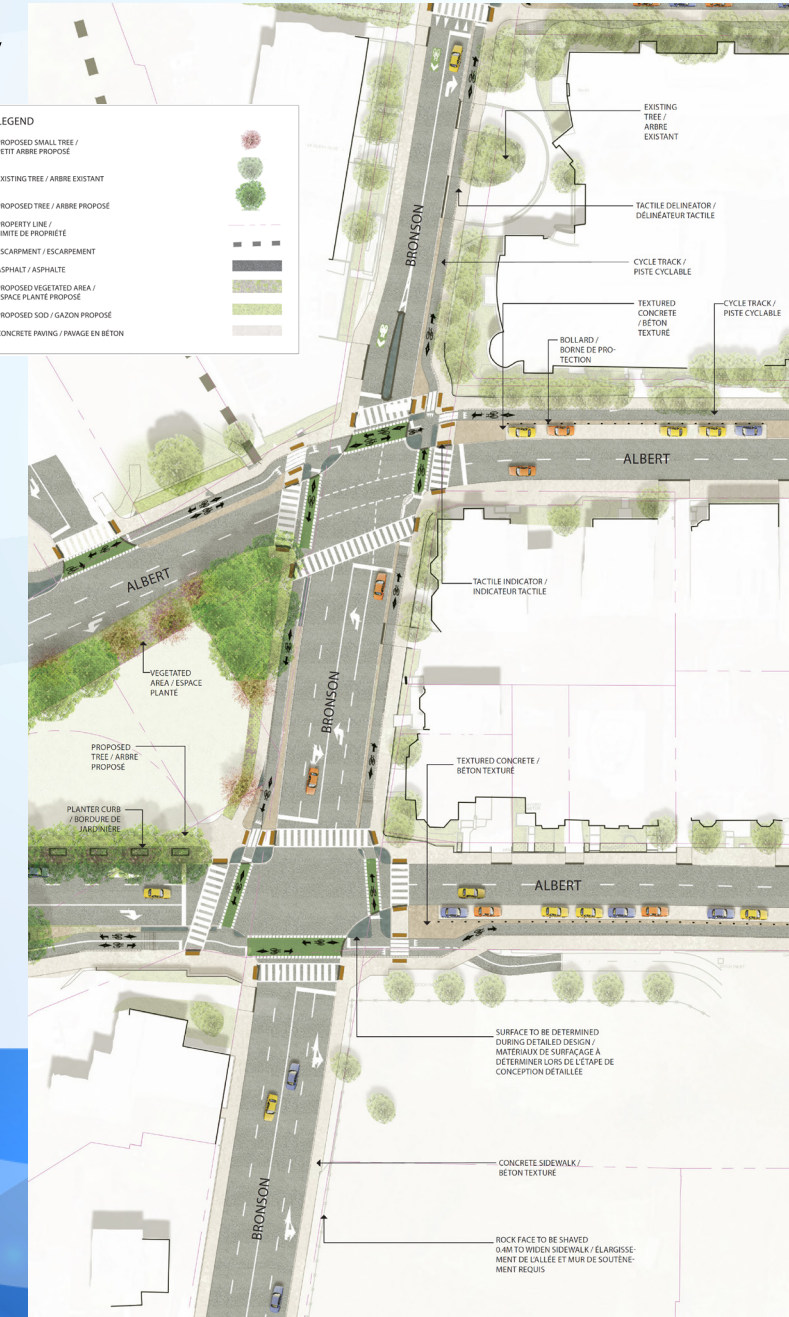 LEGEND
PROPOSED SMALL TREE /
PETIT ARBRE PROPOSÉ
EXISTING TREE / ARBRE EXISTANT
PROPOSED TREE / ARBRE PROPOSÉ
PROPERTY LINE /
LIMITE DE PROPRIÉTÉ
ESCARPMENT / ESCARPEMENT
ASPHALT / ASPHALTE
PROPOSED VEGETATED AREA /
ESPACE PLANTÉ PROPOSÉ
PROPOSED SOD / GAZON PROPOSÉ
CONCRETE PAVING / PAVAGE EN BÉTON
EXISTING
TREE /
ARBRE
EXISTANT
TACTILE DELINEATOR /
DÉLINÉATEUR TACTILE
BRONSON
CYCLE TRACK /
PISTE CYCLABLE
TEXTURED
CONCRETE
/ BÉTON
TEXTURÉ
CYCLE TRACK /
PISTE CYCLABLE
BOLLARD /
BORNE DE PRO-
TECTION
ALBERT
ALBERT
TACTILE INDICATOR /
INDICATEUR TACTILE
VEGETATED
AREA / ESPACE
PLANTÉ
BRONSON
PROPOSED
TREE / ARBRE
PROPOSÉ
TEXTURED CONCRETE /
BÉTON TEXTURÉ
PLANTER CURB
/ BORDURE DE
JARDINIÈRE
ALBERT
SURFACE TO BE DETERMINED
DURING DETAILED DESIGN /
MATÉRIAUX DE SURFAÇAGE À
DÉTERMINER LORS DE L'ÉTAPE DE
CONCEPTION DÉTAILLÉE
CONCRETE SIDEWALK /
BÉTON TEXTURÉ
BRONSON
ROCK FACE TO BE SHAVED
0.4M TO WIDEN SIDEWALK / ÉLARGISSE-
MENT DE L'ALLÉE ET MUR DE SOUTÈNE-
MENT REQUIS